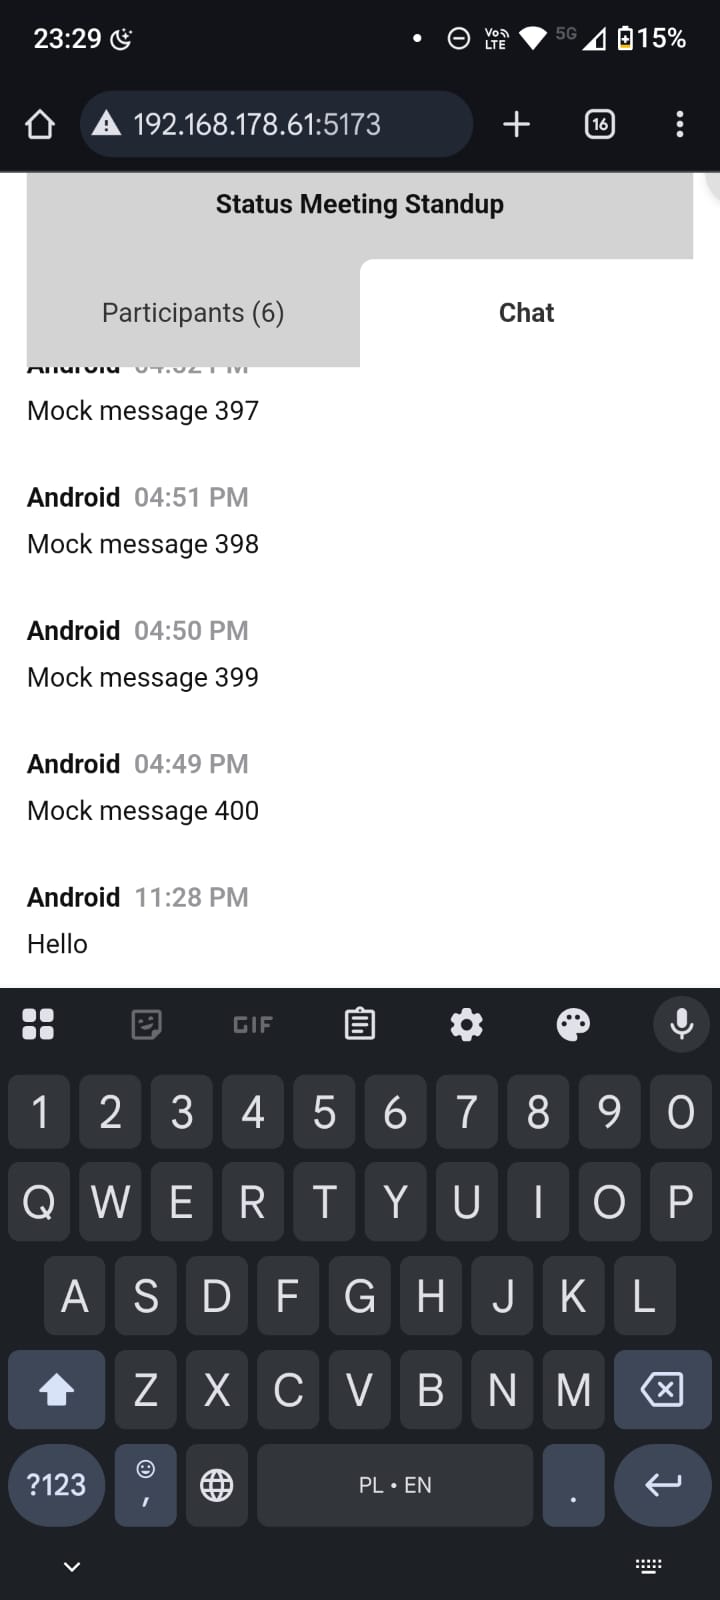 23:29
Vo LTE
5G
15%
192.168.178.61:5173
16
Status Meeting Standup
Participants (6)
Chat
Android
Mock message 397
Android 04:51 PM
Mock message 398
Android 04:50 PM
Mock message 399
Android 04:49 PM
Mock message 400
Android 11:28 PM
Hello
GIF
1 2 3 4 5 6 7 8 9 0
Q W E R T Y U I O P
A S D F G H J K L
Z X C V B N M
?123 , PL • EN .